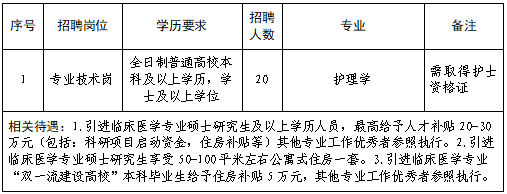 序号 招聘岗位 学历要求 招聘人数 专业 备注
1 专业技术岗 全日制普通高校本科及以上学历，学士及以上学位 20 护理学 需取得护士资格证
相关待遇：1.引进临床医学专业硕士研究生及以上学历人员，最高给予人才补贴20-30
万元（包括：科研项目启动资金，住房补贴等）其他专业工作优秀者参照执行。2.引进
临床医学专业硕士研究生享受50-100平米左右公寓式住房一套。3.引进临床医学专业
“双一流建设高校”本科毕业生给予住房补贴5万元，其他专业工作优秀者参照执行。